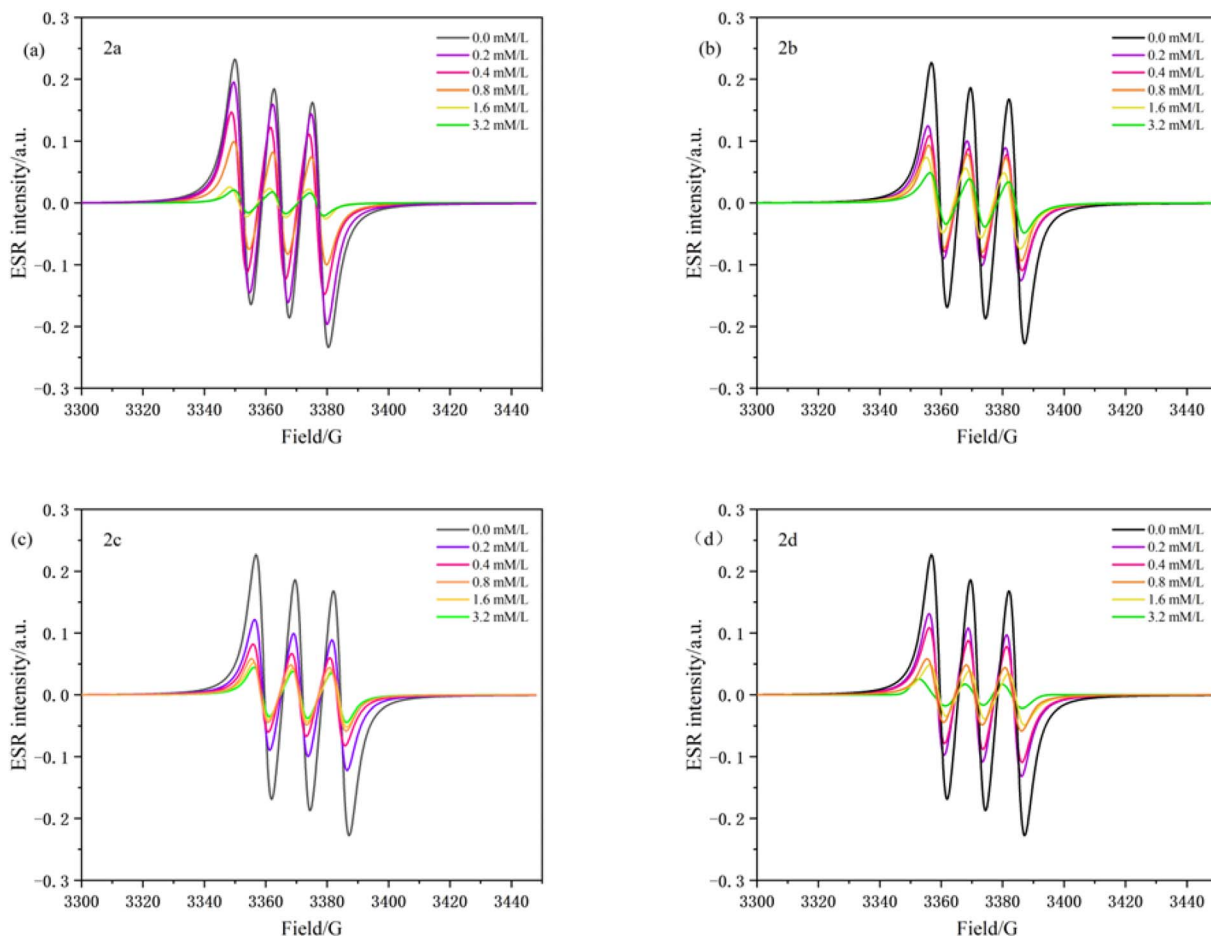 (a)
2a
0.3
0.2
0.1
0.0
−0.1
−0.2
−0.3
ESR intensity/a.u.
0.0 mM/L
0.2 mM/L
0.4 mM/L
0.8 mM/L
1.6 mM/L
3.2 mM/L
3300 3320 3340 3360 3380 3400 3420 3440
Field/G
(b)
2b
0.3
0.2
0.1
0.0
−0.1
−0.2
−0.3
ESR intensity/a.u.
0.0 mM/L
0.2 mM/L
0.4 mM/L
0.8 mM/L
1.6 mM/L
3.2 mM/L
3300 3320 3340 3360 3380 3400 3420 3440
Field/G
(c)
2c
0.3
0.2
0.1
0.0
−0.1
−0.2
−0.3
ESR intensity/a.u.
0.0 mM/L
0.2 mM/L
0.4 mM/L
0.8 mM/L
1.6 mM/L
3.2 mM/L
3300 3320 3340 3360 3380 3400 3420 3440
Field/G
(d)
2d
0.3
0.2
0.1
0.0
−0.1
−0.2
−0.3
ESR intensity/a.u.
0.0 mM/L
0.2 mM/L
0.4 mM/L
0.8 mM/L
1.6 mM/L
3.2 mM/L
3300 3320 3340 3360 3380 3400 3420 3440
Field/G